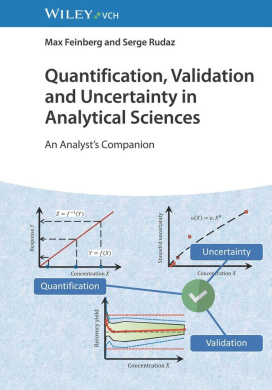 WILEY VCH
Max Feinberg and Serge Rudaz
Quantification, Validation
and Uncertainty in
Analytical Sciences
An Analyst's Companion
Z = f⁻¹(Y)
Response Y
Y = f(X)
Concentration X
Standard uncertainty
Uncertainty
Concentration X
Quantification
Recovery yield
Validation
Concentration X